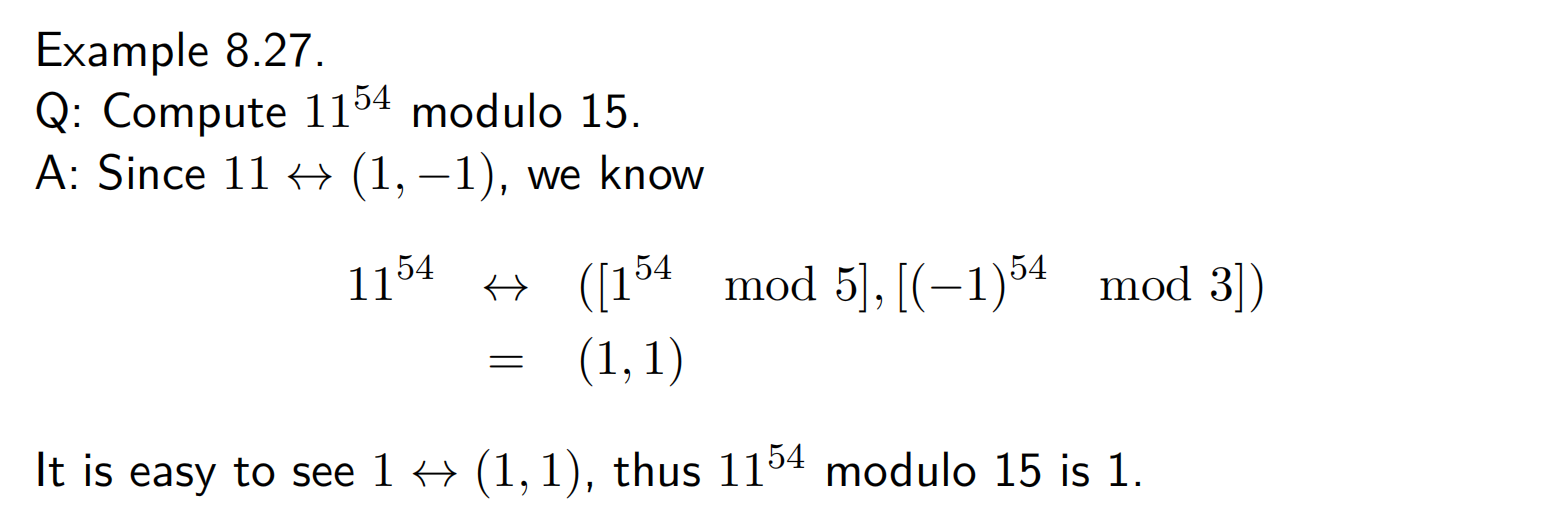 Example 8.27.
Q: Compute 11^54 modulo 15.
A: Since 11 ↔ (1, −1), we know
11^54 ↔ ([1^54 mod 5], [(−1)^54 mod 3])
= (1, 1)
It is easy to see 1 ↔ (1, 1), thus 11^54 modulo 15 is 1.